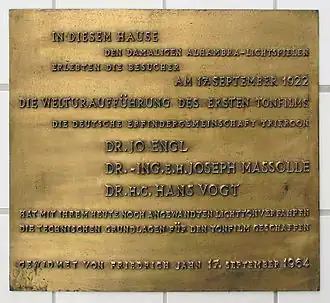 IN DIESEM HAUSE
DEN DAMALIGEN ALHAMBRA-LICHTSPIELEN
ERLEBTEN DIE BESUCHER
AM 17. SEPTEMBER 1922
DIE WELTURAUFFÜHRUNG DES ERSTEN TONFILMS
DIE DEUTSCHE ERFINDERGEMEINSCHAFT TRIERGON
DR. JO ENGL
DR.-ING. E.H. JOSEPH MASSOLLE
DR. H.C. HANS VOGT
HAT MIT IHREM HEUTE NOCH ANGEWANDTEN LICHTTONVERFAHREN
DIE TECHNISCHEN GRUNDLAGEN FÜR DEN TONFILM GESCHAFFEN
GEWIDMET VON FRIEDRICH JAHN 17. SEPTEMBER 1964